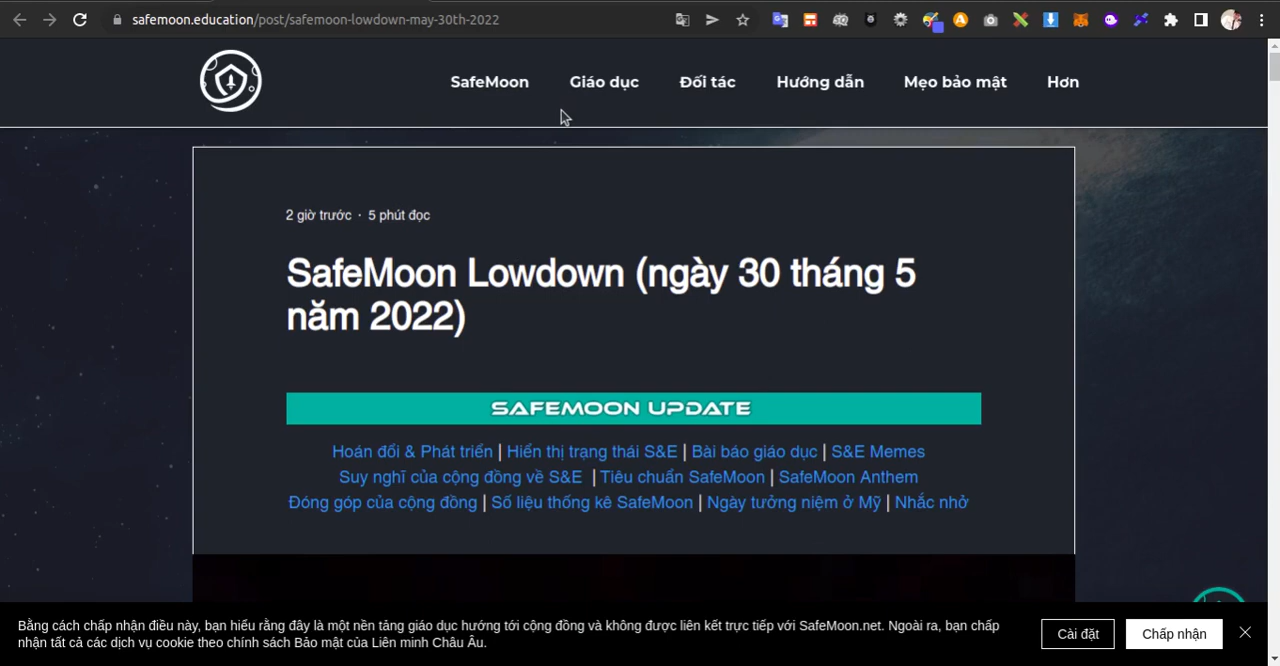 safemoon.education/post/safemoon-lowdown-may-30th-2022
SafeMoon Giáo dục Đối tác Hướng dẫn Mẹo bảo mật Hơn
2 giờ trước · 5 phút đọc
SafeMoon Lowdown (ngày 30 tháng 5
năm 2022)
SAFEMOON UPDATE
Hoán đổi & Phát triển | Hiển thị trạng thái S&E | Bài báo giáo dục | S&E Memes
Suy nghĩ của cộng đồng về S&E | Tiêu chuẩn SafeMoon | SafeMoon Anthem
Đóng góp của cộng đồng | Số liệu thống kê SafeMoon | Ngày tưởng niệm ở Mỹ | Nhắc nhở
Bằng cách chấp nhận điều này, bạn hiểu rằng đây là một nền tảng giáo dục hướng tới cộng đồng và không được liên kết trực tiếp với SafeMoon.net. Ngoài ra, bạn chấp
nhận tất cả các dịch vụ cookie theo chính sách Bảo mật của Liên minh Châu Âu.
Cài đặt Chấp nhận